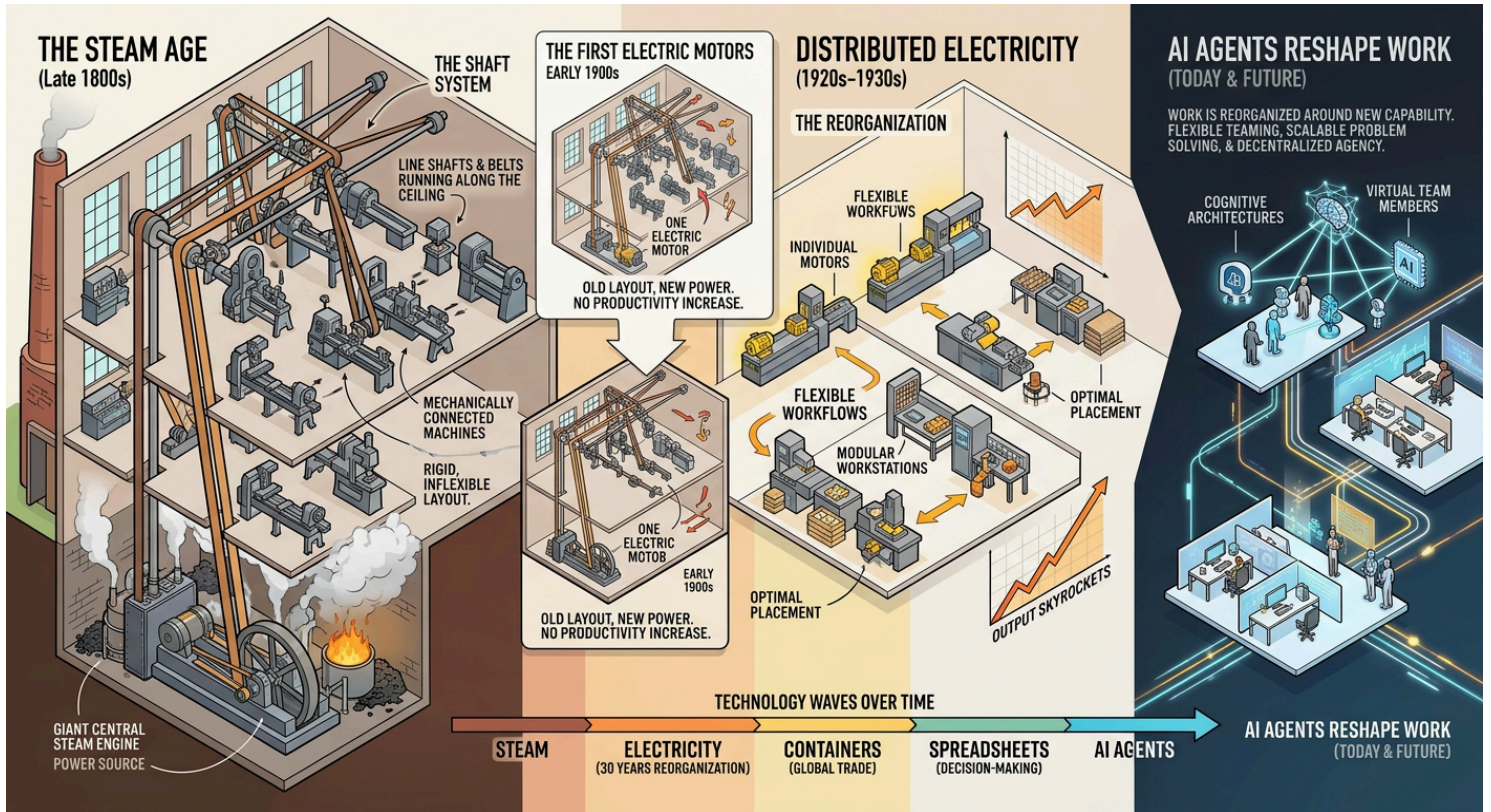 THE STEAM AGE
(Late 1800s)
THE SHAFT
SYSTEM
LINE SHAFTS & BELTS
RUNNING ALONG THE
CEILING
MECHANICALLY
CONNECTED
MACHINES
RIGID,
INFLEXIBLE
LAYOUT.
GIANT CENTRAL
STEAM ENGINE
POWER SOURCE
THE FIRST ELECTRIC MOTORS
EARLY 1900s
ONE
ELECTRIC
MOTOR
OLD LAYOUT, NEW POWER.
NO PRODUCTIVITY INCREASE.
ONE
ELECTRIC
MOTOB
EARLY
1900s
OLD LAYOUT, NEW POWER.
NO PRODUCTIVITY INCREASE.
DISTRIBUTED ELECTRICITY
(1920s–1930s)
THE REORGANIZATION
FLEXIBLE
WORKFUWS
INDIVIDUAL
MOTORS
OPTIMAL
PLACEMENT
FLEXIBLE
WORKFLOWS
MODULAR
WORKSTATIONS
OPTIMAL
PLACEMENT
OUTPUT SKYROCKETS
AI AGENTS RESHAPE WORK
(TODAY & FUTURE)
WORK IS REORGANIZED AROUND NEW CAPABILITY.
FLEXIBLE TEAMING, SCALABLE PROBLEM
SOLVING, & DECENTRALIZED AGENCY.
COGNITIVE
ARCHITECTURES
VIRTUAL TEAM
MEMBERS
AI
TECHNOLOGY WAVES OVER TIME
STEAM
ELECTRICITY
(30 YEARS REORGANIZATION)
CONTAINERS
(GLOBAL TRADE)
SPREADSHEETS
(DECISION-MAKING)
AI AGENTS
AI AGENTS RESHAPE WORK
(TODAY & FUTURE)